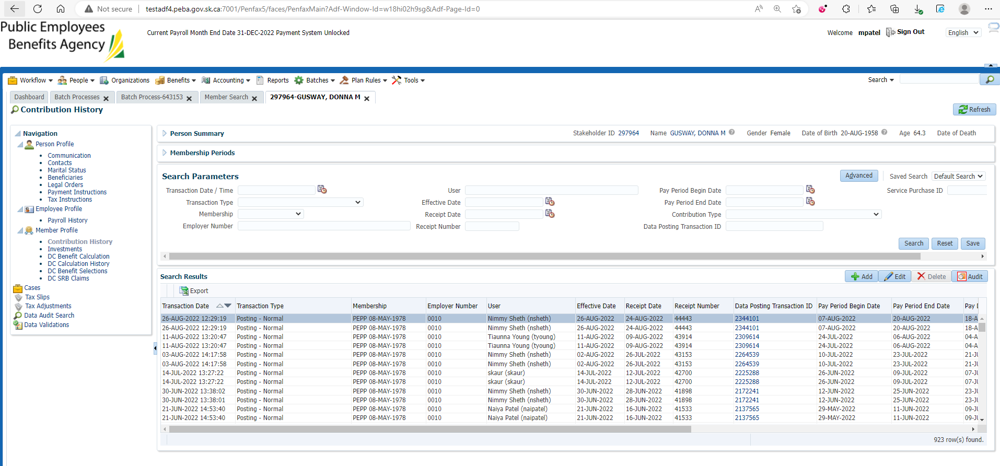 Not secure testadf4.peba.gov.sk.ca:7001/Penfax5/faces/PenfaxMain?Adf-Window-Id=w18hi02h9sg&Adf-Page-Id=0
Public Employees
Benefits Agency
Current Payroll Month End Date 31-DEC-2022 Payment System Unlocked
Welcome mpatel Sign Out English
Workflow People Organizations Benefits Accounting Reports Batches Plan Rules Tools Search
Dashboard Batch Processes Batch Process-643153 Member Search 297964-GUSWAY, DONNA M
Contribution History
Refresh
Navigation
Person Profile
Communication
Contacts
Marital Status
Beneficiaries
Legal Orders
Payment Instructions
Tax Instructions
Employee Profile
Payroll History
Member Profile
Contribution History
Investments
DC Benefit Calculation
DC Calculation History
DC Benefit Selections
DC SRB Claims
Cases
Tax Slips
Tax Adjustments
Data Audit Search
Data Validations
Person Summary Stakeholder ID 297964 Name GUSWAY, DONNA M Gender Female Date of Birth 20-AUG-1958 Age 64.3 Date of Death
Membership Periods
Search Parameters Advanced Saved Search Default Search
Transaction Date / Time User Pay Period Begin Date Service Purchase ID
Transaction Type Effective Date Pay Period End Date
Membership Receipt Date Contribution Type
Employer Number Receipt Number Data Posting Transaction ID
Search Reset Save
Search Results Add Edit Delete Audit
Export
Transaction Date Transaction Type Membership Employer Number User Effective Date Receipt Date Receipt Number Data Posting Transaction ID Pay Period Begin Date Pay Period End Date Pay
26-AUG-2022 12:29:19 Posting - Normal PEPP 08-MAY-1978 0010 Nimmy Sheth (nsheth) 26-AUG-2022 24-AUG-2022 44443 2344101 07-AUG-2022 20-AUG-2022 18-A
26-AUG-2022 12:29:19 Posting - Normal PEPP 08-MAY-1978 0010 Nimmy Sheth (nsheth) 26-AUG-2022 24-AUG-2022 44443 2344101 07-AUG-2022 20-AUG-2022 18-A
11-AUG-2022 13:20:47 Posting - Normal PEPP 08-MAY-1978 0010 Tiaunna Young (tyoung) 11-AUG-2022 09-AUG-2022 43914 2309614 24-JUL-2022 06-AUG-2022 04-A
11-AUG-2022 13:20:47 Posting - Normal PEPP 08-MAY-1978 0010 Tiaunna Young (tyoung) 11-AUG-2022 09-AUG-2022 43914 2309614 24-JUL-2022 06-AUG-2022 04-A
03-AUG-2022 14:17:58 Posting - Normal PEPP 08-MAY-1978 0010 Nimmy Sheth (nsheth) 02-AUG-2022 26-JUL-2022 43153 2264539 10-JUL-2022 23-JUL-2022 21-JU
03-AUG-2022 14:17:58 Posting - Normal PEPP 08-MAY-1978 0010 Nimmy Sheth (nsheth) 02-AUG-2022 26-JUL-2022 43153 2264539 10-JUL-2022 23-JUL-2022 21-JU
14-JUL-2022 13:27:22 Posting - Normal PEPP 08-MAY-1978 0010 skaur (skaur) 14-JUL-2022 12-JUL-2022 42700 2225288 26-JUN-2022 09-JUL-2022 07-JU
14-JUL-2022 13:27:22 Posting - Normal PEPP 08-MAY-1978 0010 skaur (skaur) 14-JUL-2022 12-JUL-2022 42700 2225288 26-JUN-2022 09-JUL-2022 07-JU
30-JUN-2022 13:38:02 Posting - Normal PEPP 08-MAY-1978 0010 Nimmy Sheth (nsheth) 30-JUN-2022 28-JUN-2022 41898 2172241 12-JUN-2022 25-JUN-2022 23-JU
30-JUN-2022 13:38:01 Posting - Normal PEPP 08-MAY-1978 0010 Nimmy Sheth (nsheth) 30-JUN-2022 28-JUN-2022 41898 2172241 12-JUN-2022 25-JUN-2022 23-JU
21-JUN-2022 14:53:40 Posting - Normal PEPP 08-MAY-1978 0010 Naiya Patel (naipatel) 21-JUN-2022 16-JUN-2022 41533 2137565 29-MAY-2022 11-JUN-2022 09-JU
21-JUN-2022 14:53:40 Posting - Normal PEPP 08-MAY-1978 0010 Naiya Patel (naipatel) 21-JUN-2022 16-JUN-2022 41533 2137565 29-MAY-2022 11-JUN-2022 09-JU
923 row(s) found.